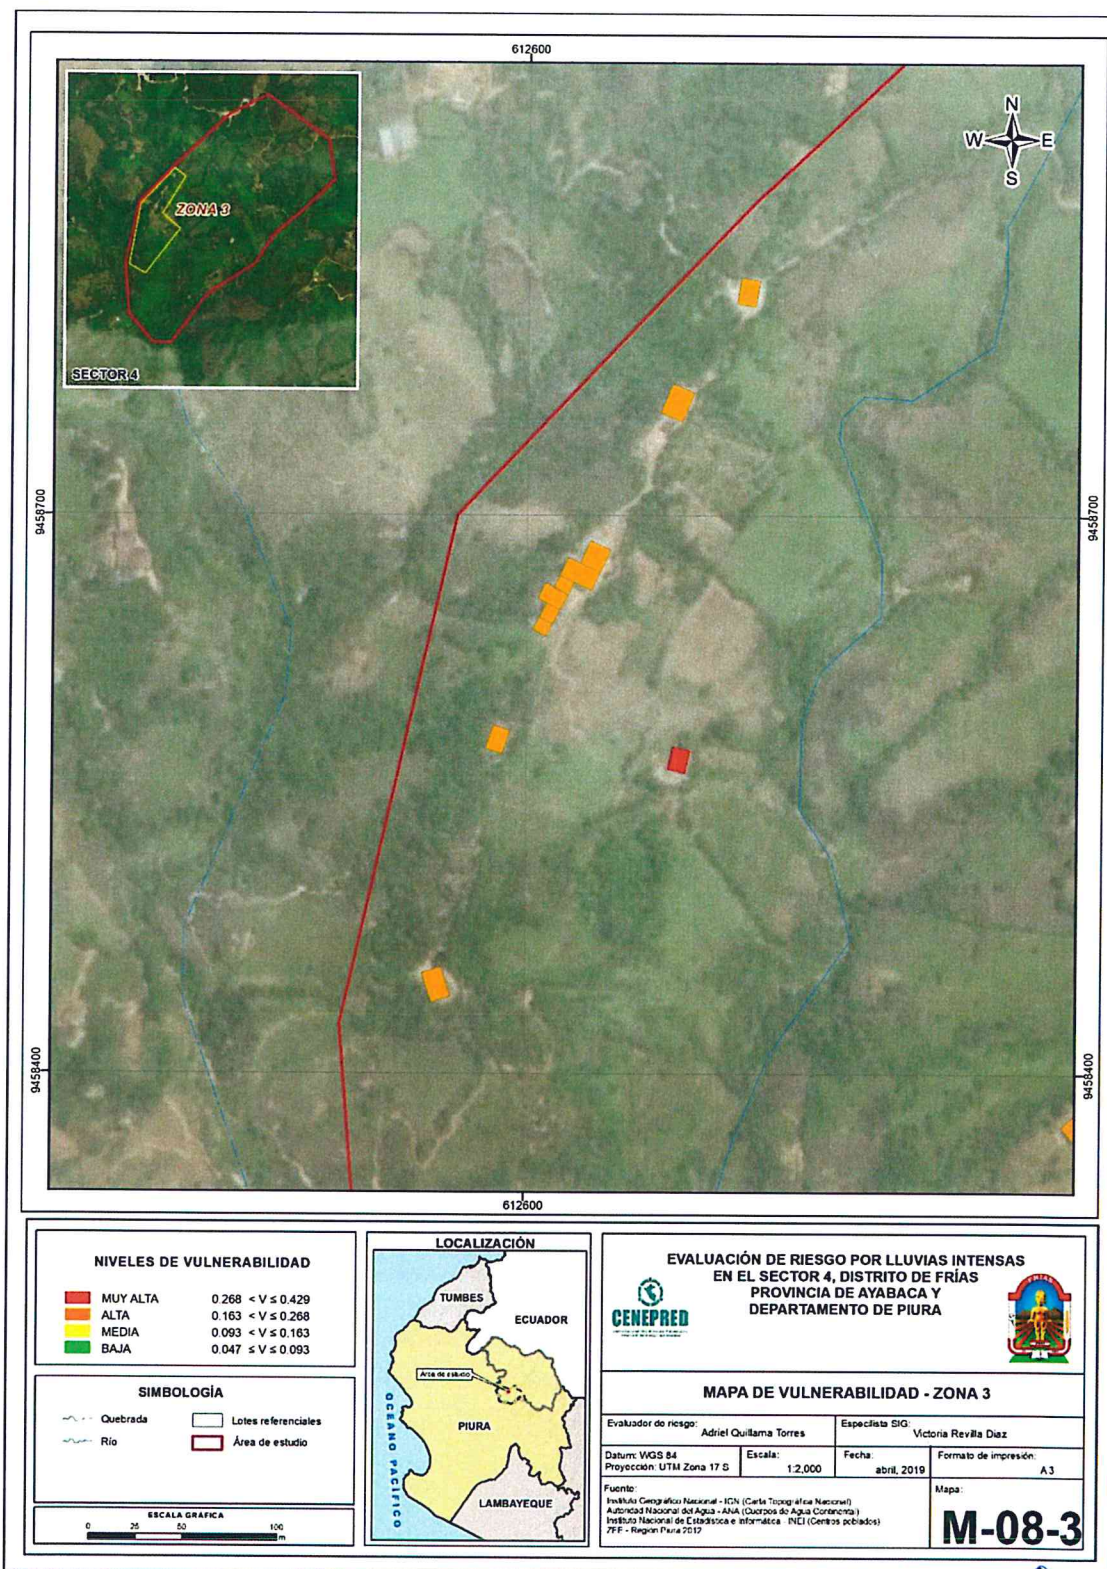 612600
N
W E
S
ZONA 3
SECTOR 4
9458700
9458700
9458400
9458400
612600
NIVELES DE VULNERABILIDAD
MUY ALTA 0.268 < V ≤ 0.429
ALTA 0.163 < V ≤ 0.268
MEDIA 0.093 < V ≤ 0.163
BAJA 0.047 ≤ V ≤ 0.093
SIMBOLOGÍA
Quebrada
Lotes referenciales
Río
Área de estudio
ESCALA GRÁFICA
0 25 50 100
m
LOCALIZACIÓN
TUMBES
ECUADOR
Área de estudio
PIURA
OCEANO PACÍFICO
LAMBAYEQUE
CENEPRED
EVALUACIÓN DE RIESGO POR LLUVIAS INTENSAS
EN EL SECTOR 4, DISTRITO DE FRÍAS
PROVINCIA DE AYABACA Y
DEPARTAMENTO DE PIURA
FRIAS
MAPA DE VULNERABILIDAD - ZONA 3
Evaluador de riesgo:
Adriel Quillama Torres
Especilista SIG:
Victoria Revilla Diaz
Datum: WGS 84
Proyección: UTM Zona 17 S
Escala:
1:2,000
Fecha:
abril, 2019
Formato de impresión:
A3
Fuente:
Instituto Geográfico Nacional - IGN (Carta Topográfica Nacional)
Autoridad Nacional del Agua - ANA (Cuerpos de Agua Continental)
Instituto Nacional de Estadística e Informática - INEI (Centros poblados)
ZEE - Región Piura 2012
Mapa:
M-08-3